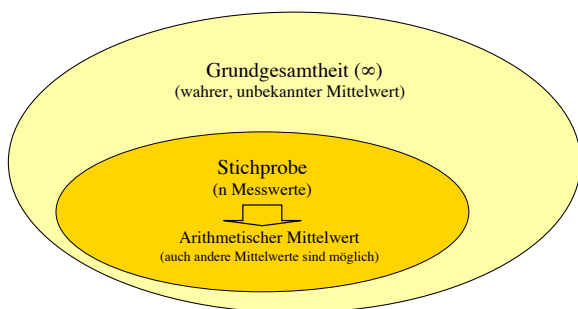 Grundgesamtheit (∞)
(wahrer, unbekannter Mittelwert)
Stichprobe
(n Messwerte)
Arithmetischer Mittelwert
(auch andere Mittelwerte sind möglich)